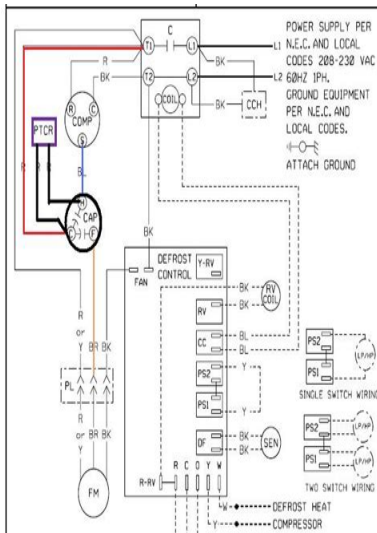 C
T1
L1
L1
T2
L2
L2
COIL
CCH
POWER SUPPLY PER
N.E.C. AND LOCAL
CODES 208-230 VAC
60HZ 1PH.
GROUND EQUIPMENT
PER N.E.C. AND
LOCAL CODES.
ATTACH GROUND
R
BK
R
C
COMP
S
PTCR
R
R
BL
H
CAP
C
F
BK
DEFROST
CONTROL
Y-RV
FAN
BK
RV
COIL
RV
BK
CC
BL
BL
PS2
Y
PS1
Y
DF
BK
BK
SEN
R
or
Y
BR
BK
PL
R
or
Y
BR
BK
FM
R-RV
R
C
O
Y
W
W
DEFROST HEAT
Y
COMPRESSOR
PS2
PS1
LP/HP
SINGLE SWITCH WIRING
PS2
LP/HP
PS1
LP/HP
TWO SWITCH WIRING